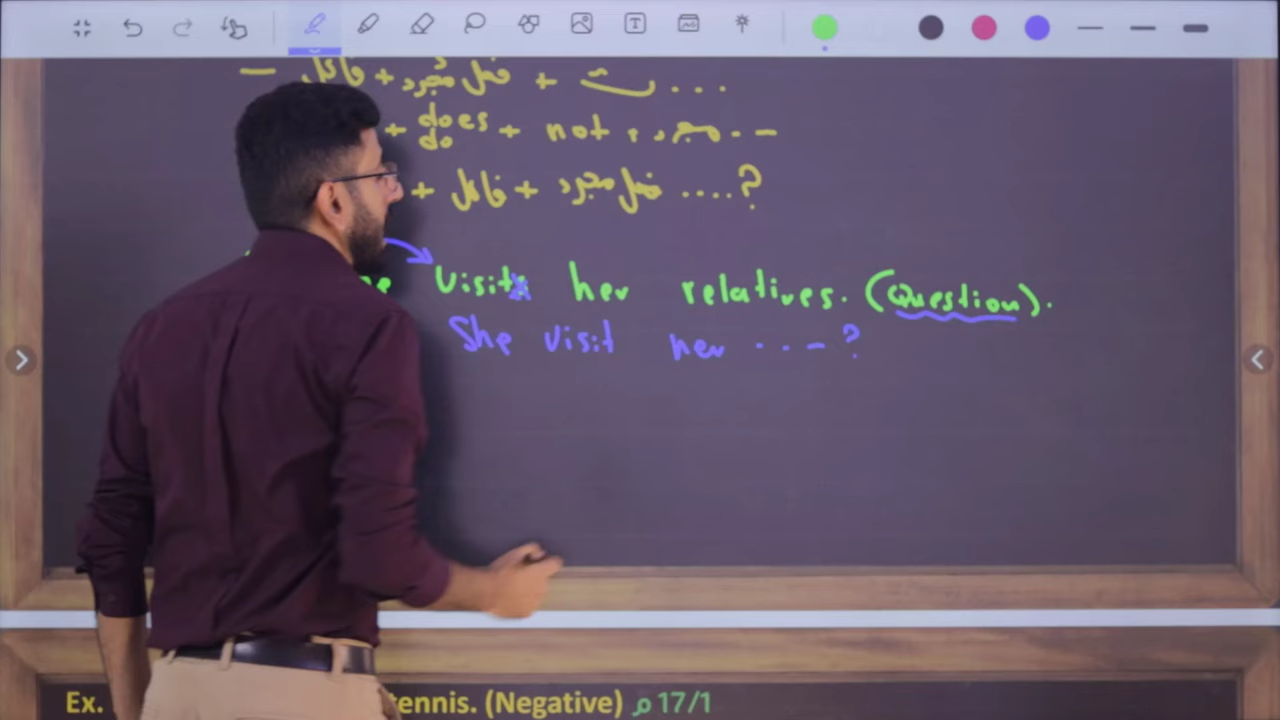 فاعل + فعل مجرد + تكملة ...
+ does do + not + مجرد . –
+ فاعل + فعل مجرد ....?
visits her relatives. (Question).
She visit her ... – ?
Ex. tennis. (Negative) م 17/1